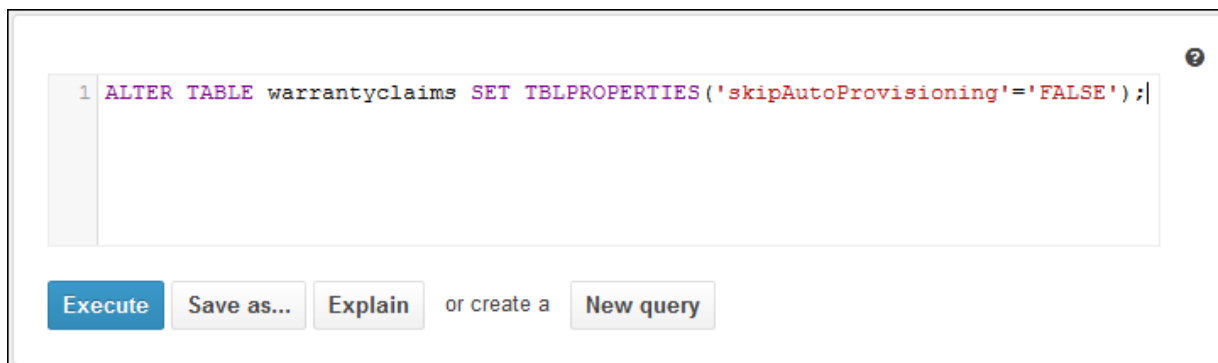 1 ALTER TABLE warrantyclaims SET TBLPROPERTIES('skipAutoProvisioning'='FALSE');
Execute Save as... Explain or create a New query